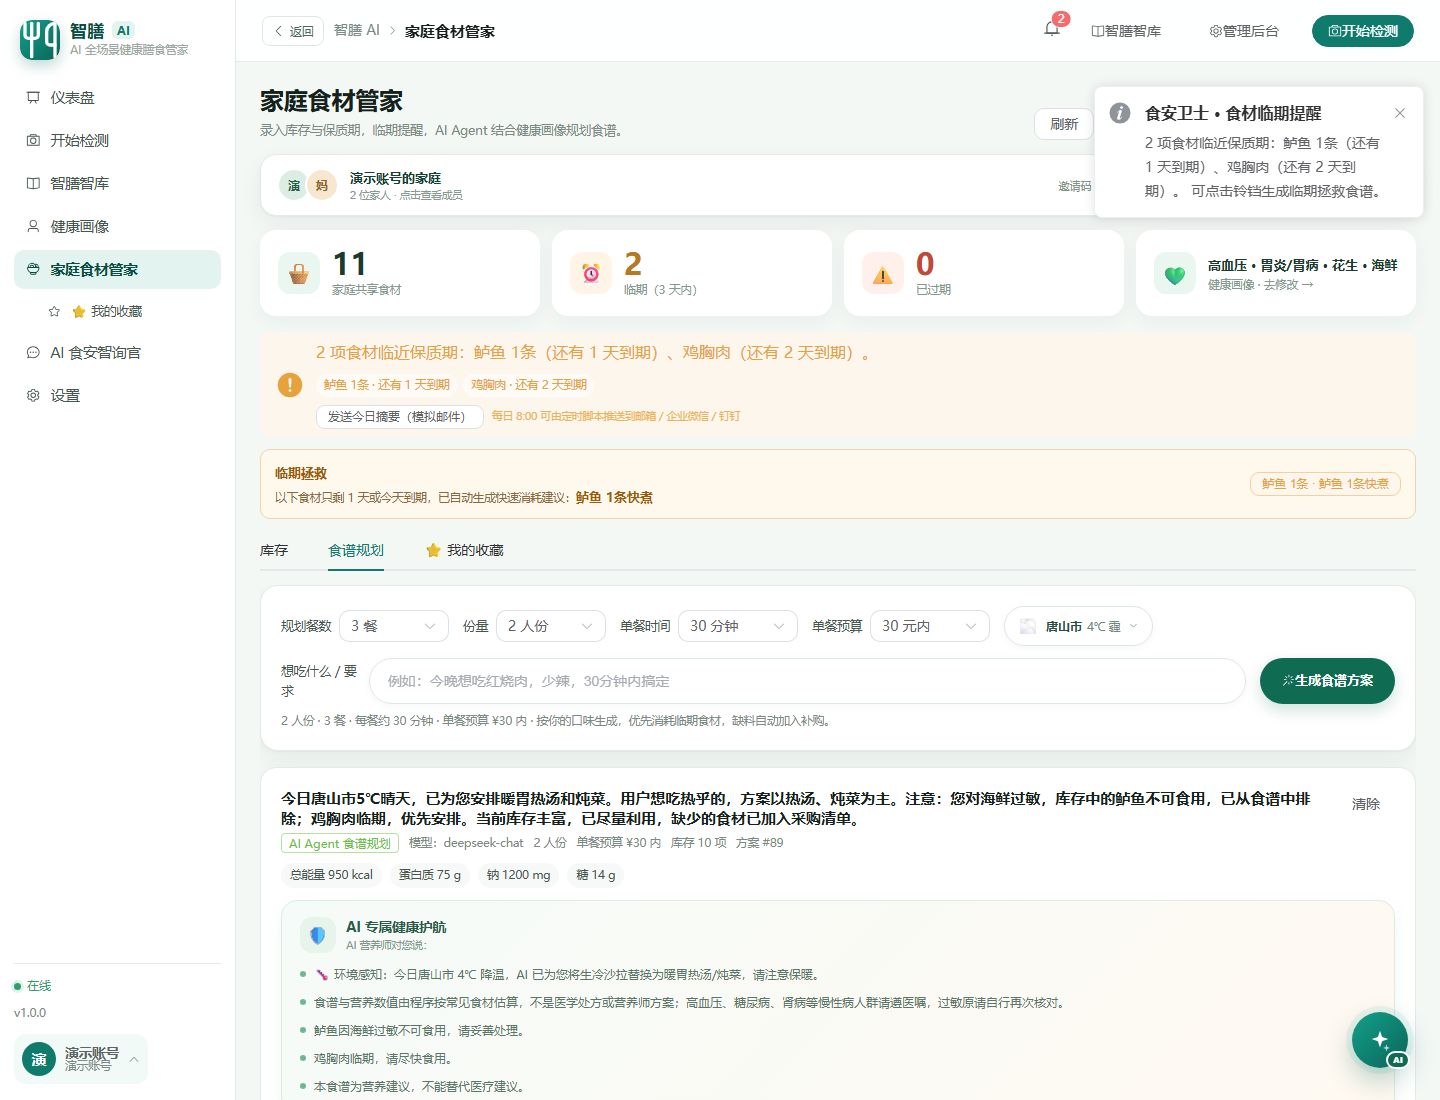 智膳 AI
AI 全场景健康膳食管家
仪表盘
开始检测
智膳智库
健康画像
家庭食材管家
我的收藏
AI 食安智询官
设置
在线
v1.0.0
演
演示账号
演示账号
返回
智膳 AI
家庭食材管家
2
智膳智库
管理后台
开始检测
家庭食材管家
录入库存与保质期，临期提醒，AI Agent 结合健康画像规划食谱。
刷新
食安卫士 • 食材临期提醒
2 项食材临近保质期：鲈鱼 1条（还有
1 天到期）、鸡胸肉（还有 2 天到
期）。 可点击铃铛生成临期拯救食谱。
演
妈
演示账号的家庭
2 位家人 · 点击查看成员
邀请码
11
家庭共享食材
2
临期（3 天内）
0
已过期
高血压 • 胃炎/胃病 • 花生 • 海鲜
健康画像 · 去修改 →
2 项食材临近保质期：鲈鱼 1条（还有 1 天到期）、鸡胸肉（还有 2 天到期）。
鲈鱼 1条 · 还有 1 天到期
鸡胸肉 · 还有 2 天到期
发送今日摘要（模拟邮件）
每日 8:00 可由定时脚本推送到邮箱 / 企业微信 / 钉钉
临期拯救
以下食材只剩 1 天或今天到期，已自动生成快速消耗建议：鲈鱼 1条快煮
鲈鱼 1条 · 鲈鱼 1条快煮
库存
食谱规划
我的收藏
规划餐数
3 餐
份量
2 人份
单餐时间
30 分钟
单餐预算
30 元内
唐山市 4℃ 霾
想吃什么 / 要
求
例如：今晚想吃红烧肉，少辣，30分钟内搞定
生成食谱方案
2 人份 · 3 餐 · 每餐约 30 分钟 · 单餐预算 ¥30 内 · 按你的口味生成，优先消耗临期食材，缺料自动加入补购。
今日唐山市5℃晴天，已为您安排暖胃热汤和炖菜。用户想吃热乎的，方案以热汤、炖菜为主。注意：您对海鲜过敏，库存中的鲈鱼不可食用，已从食谱中排
除；鸡胸肉临期，优先安排。当前库存丰富，已尽量利用，缺少的食材已加入采购清单。
清除
AI Agent 食谱规划
模型：deepseek-chat
2 人份
单餐预算 ¥30 内
库存 10 项
方案 #89
总能量 950 kcal
蛋白质 75 g
钠 1200 mg
糖 14 g
AI 专属健康护航
AI 营养师对您说：
环境感知：今日唐山市 4℃ 降温，AI 已为您将生冷沙拉替换为暖胃热汤/炖菜，请注意保暖。
食谱与营养数值由程序按常见食材估算，不是医学处方或营养师方案；高血压、糖尿病、肾病等慢性病人群请遵医嘱，过敏原请自行再次核对。
鲈鱼因海鲜过敏不可食用，请妥善处理。
鸡胸肉临期，请尽快食用。
本食谱为营养建议，不能替代医疗建议。
AI